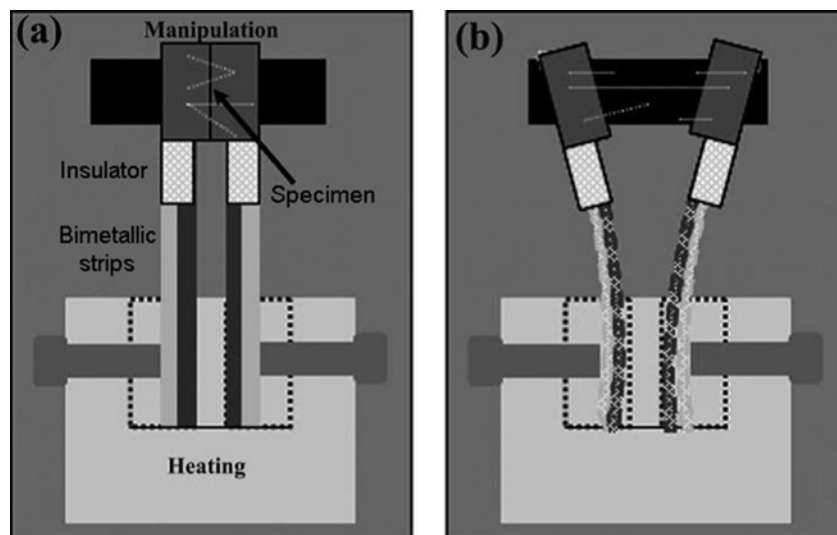 (a)
Manipulation
Insulator
Specimen
Bimetallic
strips
Heating
(b)